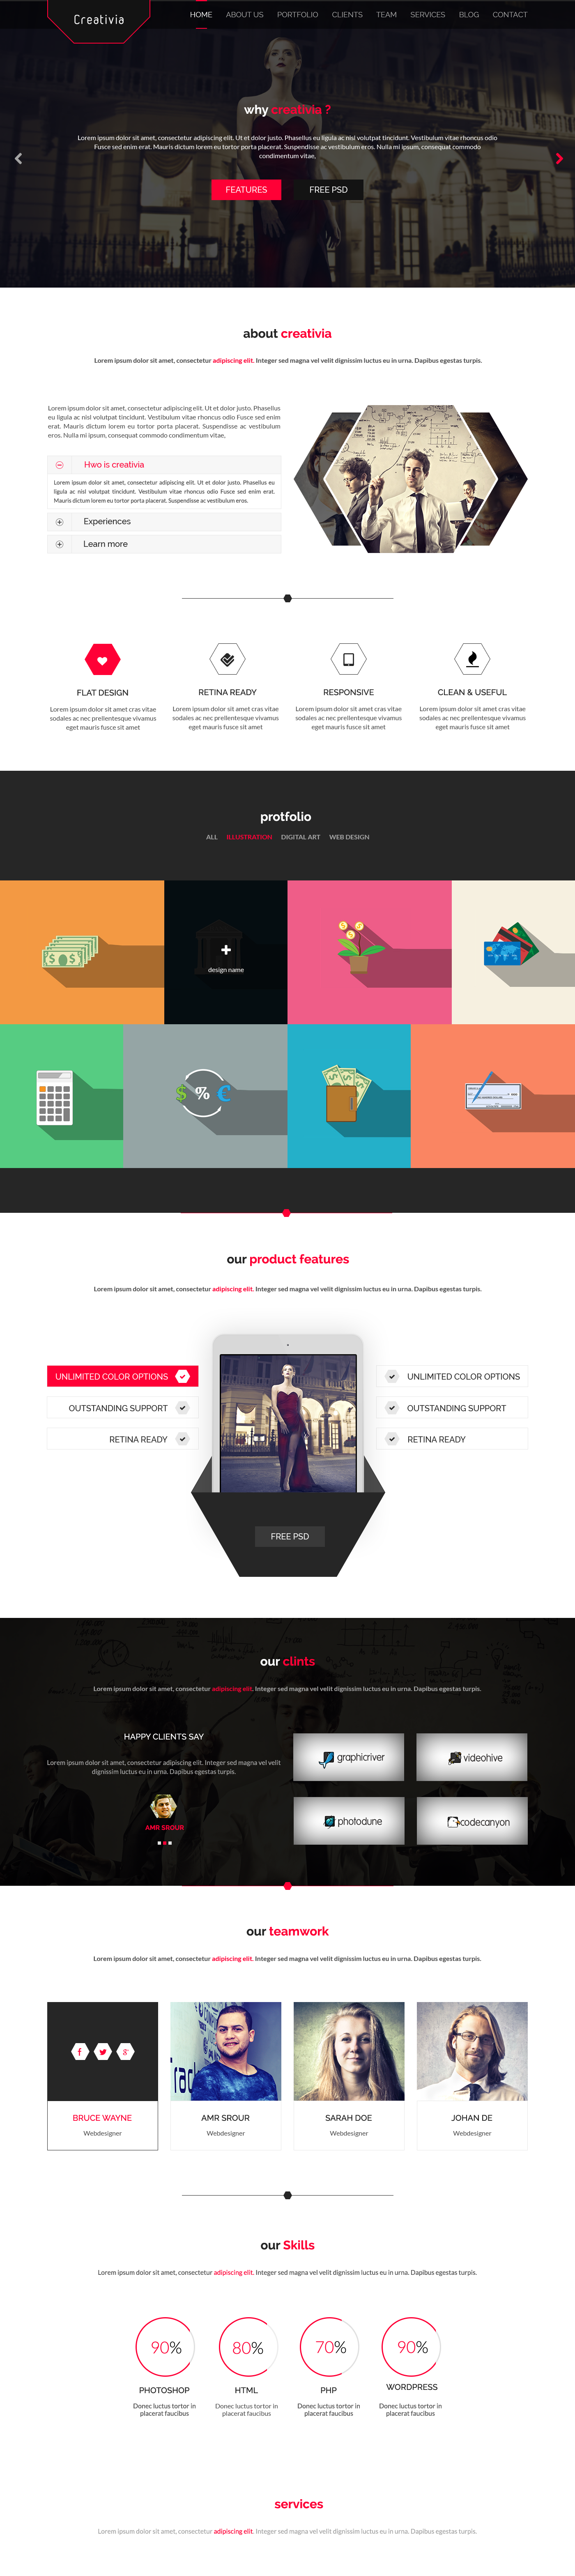 Creativia
HOME ABOUT US PORTFOLIO CLIENTS TEAM SERVICES BLOG CONTACT
why creativia ?
Lorem ipsum dolor sit amet, consectetur adipiscing elit. Ut et dolor justo. Phasellus eu ligula ac nisl volutpat tincidunt. Vestibulum vitae rhoncus odio
Fusce sed enim erat. Mauris dictum lorem eu tortor porta placerat. Suspendisse ac vestibulum eros. Nulla mi ipsum, consequat commodo
condimentum vitae,
FEATURES FREE PSD
about creativia
Lorem ipsum dolor sit amet, consectetur adipiscing elit. Integer sed magna vel velit dignissim luctus eu in urna. Dapibus egestas turpis.
Lorem ipsum dolor sit amet, consectetur adipiscing elit. Ut et dolor justo. Phasellus
eu ligula ac nisl volutpat tincidunt. Vestibulum vitae rhoncus odio Fusce sed enim
erat. Mauris dictum lorem eu tortor porta placerat. Suspendisse ac vestibulum
eros. Nulla mi ipsum, consequat commodo condimentum vitae,
Hwo is creativia
Lorem ipsum dolor sit amet, consectetur adipiscing elit. Ut et dolor justo. Phasellus eu
ligula ac nisl volutpat tincidunt. Vestibulum vitae rhoncus odio Fusce sed enim erat.
Mauris dictum lorem eu tortor porta placerat. Suspendisse ac vestibulum eros.
Experiences
Learn more
FLAT DESIGN
Lorem ipsum dolor sit amet cras vitae
sodales ac nec prellentesque vivamus
eget mauris fusce sit amet
RETINA READY
Lorem ipsum dolor sit amet cras vitae
sodales ac nec prellentesque vivamus
eget mauris fusce sit amet
RESPONSIVE
Lorem ipsum dolor sit amet cras vitae
sodales ac nec prellentesque vivamus
eget mauris fusce sit amet
CLEAN & USEFUL
Lorem ipsum dolor sit amet cras vitae
sodales ac nec prellentesque vivamus
eget mauris fusce sit amet
protfolio
ALL ILLUSTRATION DIGITAL ART WEB DESIGN
design name
$ % €
our product features
Lorem ipsum dolor sit amet, consectetur adipiscing elit. Integer sed magna vel velit dignissim luctus eu in urna. Dapibus egestas turpis.
UNLIMITED COLOR OPTIONS
OUTSTANDING SUPPORT
RETINA READY
UNLIMITED COLOR OPTIONS
OUTSTANDING SUPPORT
RETINA READY
FREE PSD
our clints
Lorem ipsum dolor sit amet, consectetur adipiscing elit. Integer sed magna vel velit dignissim luctus eu in urna. Dapibus egestas turpis.
HAPPY CLIENTS SAY
Lorem ipsum dolor sit amet, consectetur adipiscing elit. Integer sed magna vel velit
dignissim luctus eu in urna. Dapibus egestas turpis.
AMR SROUR
graphicriver
videohive
photodune
codecanyon
our teamwork
Lorem ipsum dolor sit amet, consectetur adipiscing elit. Integer sed magna vel velit dignissim luctus eu in urna. Dapibus egestas turpis.
BRUCE WAYNE
Webdesigner
AMR SROUR
Webdesigner
SARAH DOE
Webdesigner
JOHAN DE
Webdesigner
our Skills
Lorem ipsum dolor sit amet, consectetur adipiscing elit. Integer sed magna vel velit dignissim luctus eu in urna. Dapibus egestas turpis.
90% 80% 70% 90%
PHOTOSHOP
Donec luctus tortor in
placerat faucibus
HTML
Donec luctus tortor in
placerat faucibus
PHP
Donec luctus tortor in
placerat faucibus
WORDPRESS
Donec luctus tortor in
placerat faucibus
services
Lorem ipsum dolor sit amet, consectetur adipiscing elit. Integer sed magna vel velit dignissim luctus eu in urna. Dapibus egestas turpis.